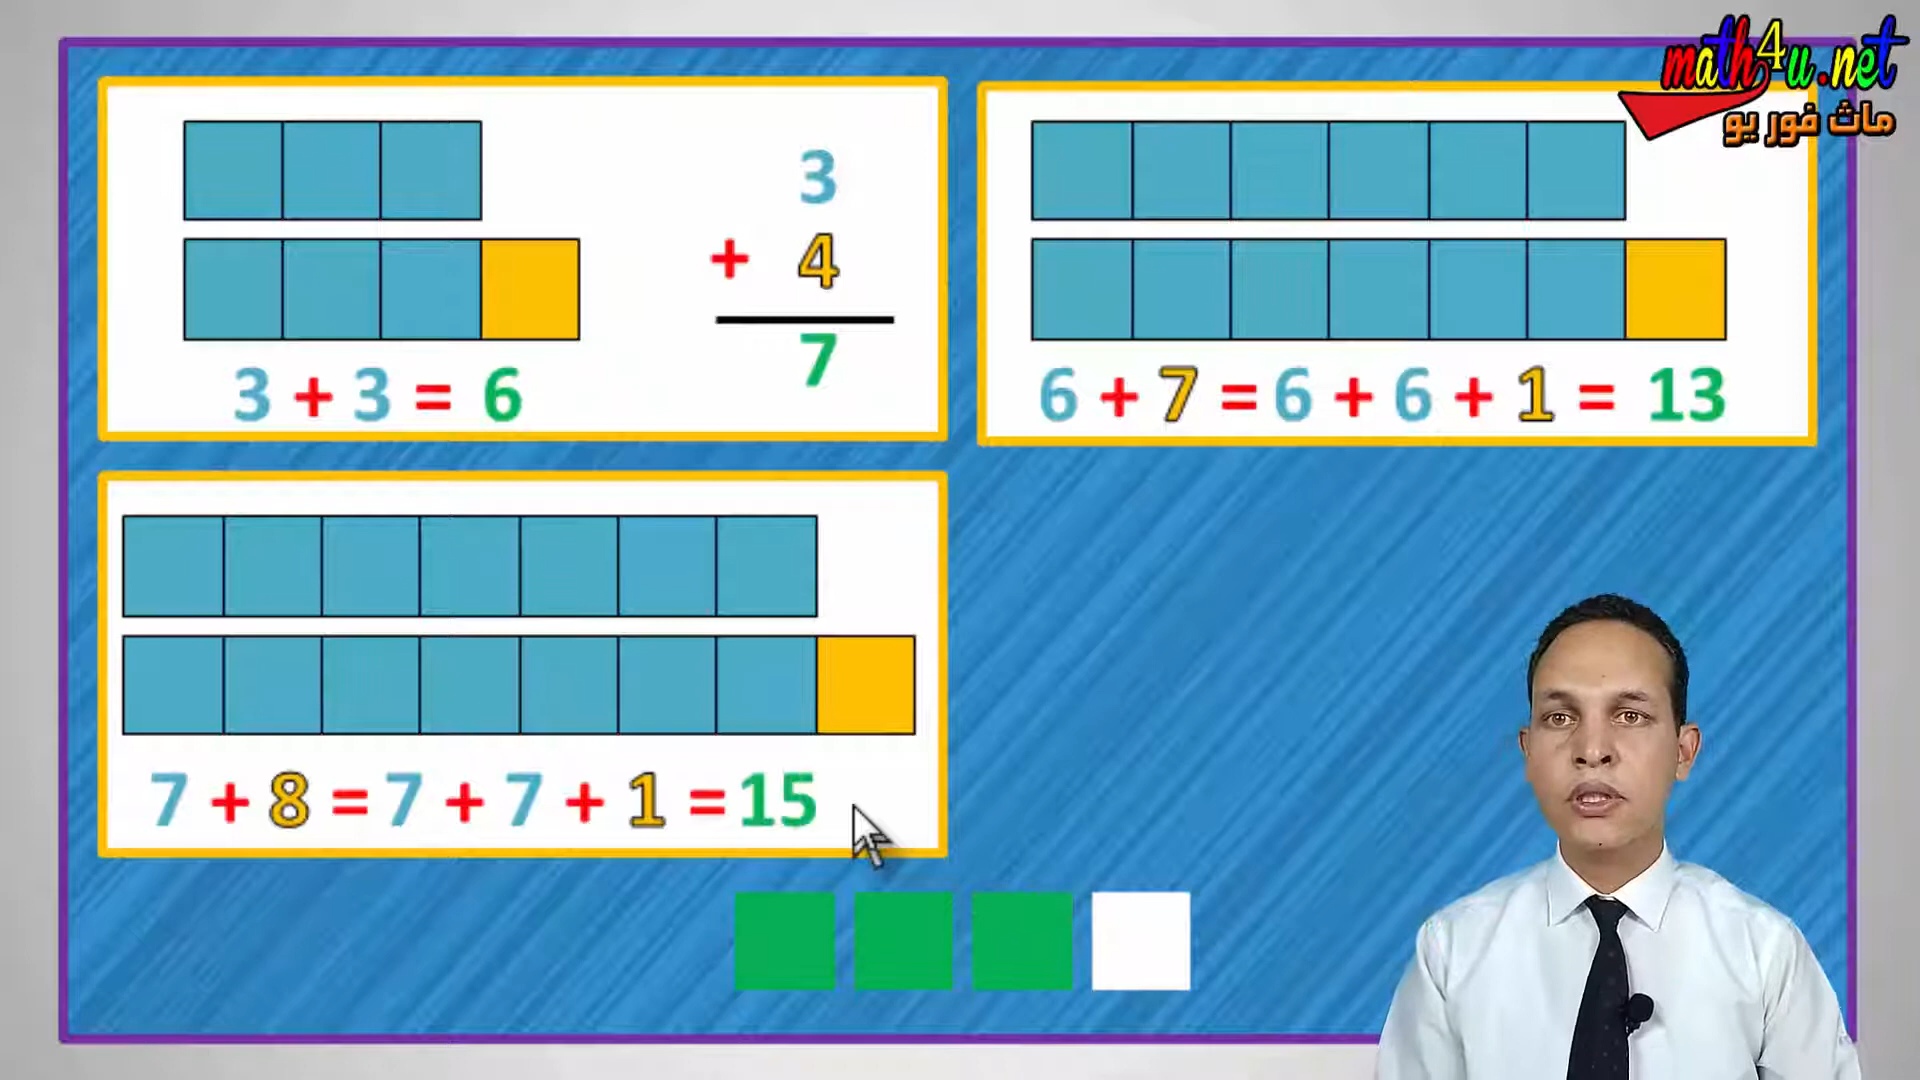 math4u.net
ماث فور يو
3
+ 4
7
3 + 3 = 6
6 + 7 = 6 + 6 + 1 = 13
7 + 8 = 7 + 7 + 1 = 15